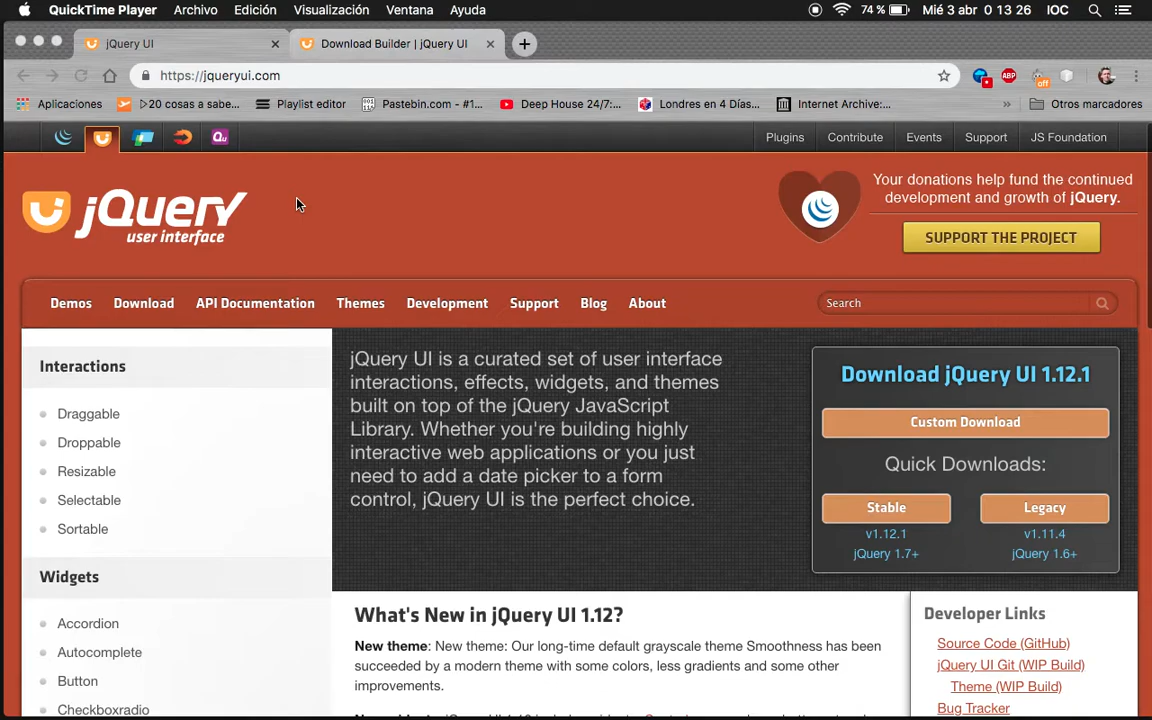 QuickTime Player Archivo Edición Visualización Ventana Ayuda 74 % Mié 3 abr 0 13 26 IOC
jQuery UI Download Builder | jQuery UI
https://jqueryui.com
Aplicaciones >20 cosas a sabe... Playlist editor Pastebin.com - #1... Deep House 24/7:... Londres en 4 Días... Internet Archive:... » Otros marcadores
ABP
off
Qu
Plugins Contribute Events Support JS Foundation
jQuery
user interface
Your donations help fund the continued
development and growth of jQuery.
SUPPORT THE PROJECT
Demos Download API Documentation Themes Development Support Blog About Search
Interactions
Draggable
Droppable
Resizable
Selectable
Sortable
Widgets
Accordion
Autocomplete
Button
Checkboxradio
jQuery UI is a curated set of user interface
interactions, effects, widgets, and themes
built on top of the jQuery JavaScript
Library. Whether you're building highly
interactive web applications or you just
need to add a date picker to a form
control, jQuery UI is the perfect choice.
Download jQuery UI 1.12.1
Custom Download
Quick Downloads:
Stable Legacy
v1.12.1 v1.11.4
jQuery 1.7+ jQuery 1.6+
What's New in jQuery UI 1.12?
New theme: New theme: Our long-time default grayscale theme Smoothness has been
succeeded by a modern theme with some colors, less gradients and some other
improvements.
Developer Links
Source Code (GitHub)
jQuery UI Git (WIP Build)
Theme (WIP Build)
Bug Tracker